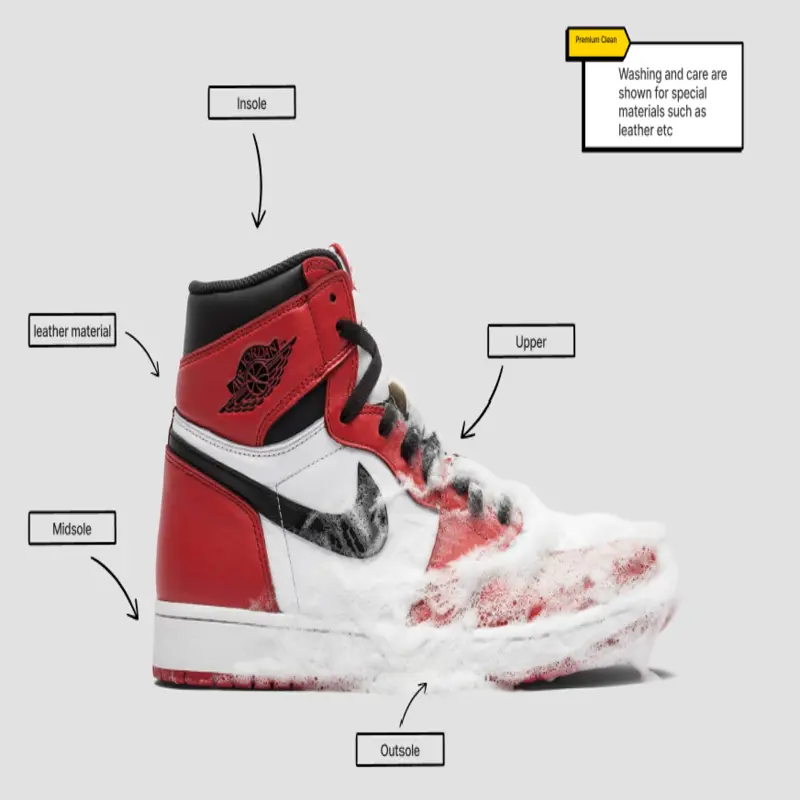 Premium Clean
Washing and care are
shown for special
materials such as
leather etc
Insole
leather material
Upper
Midsole
Outsole